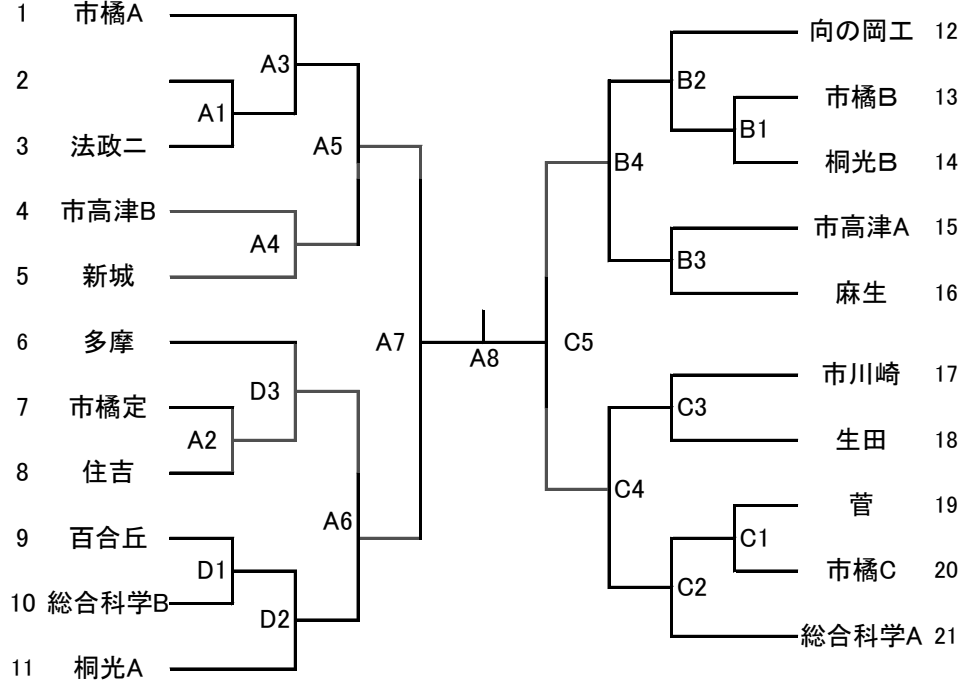 1 市橘A
2
3 法政二
4 市高津B
5 新城
6 多摩
7 市橘定
8 住吉
9 百合丘
10 総合科学B
11 桐光A
A1
A2
D1
A3
A4
D3
D2
A5
A6
A7
A8
C5
B4
C4
B2
B3
C3
C2
B1
C1
向の岡工 12
市橘B 13
桐光B 14
市高津A 15
麻生 16
市川崎 17
生田 18
菅 19
市橘C 20
総合科学A 21